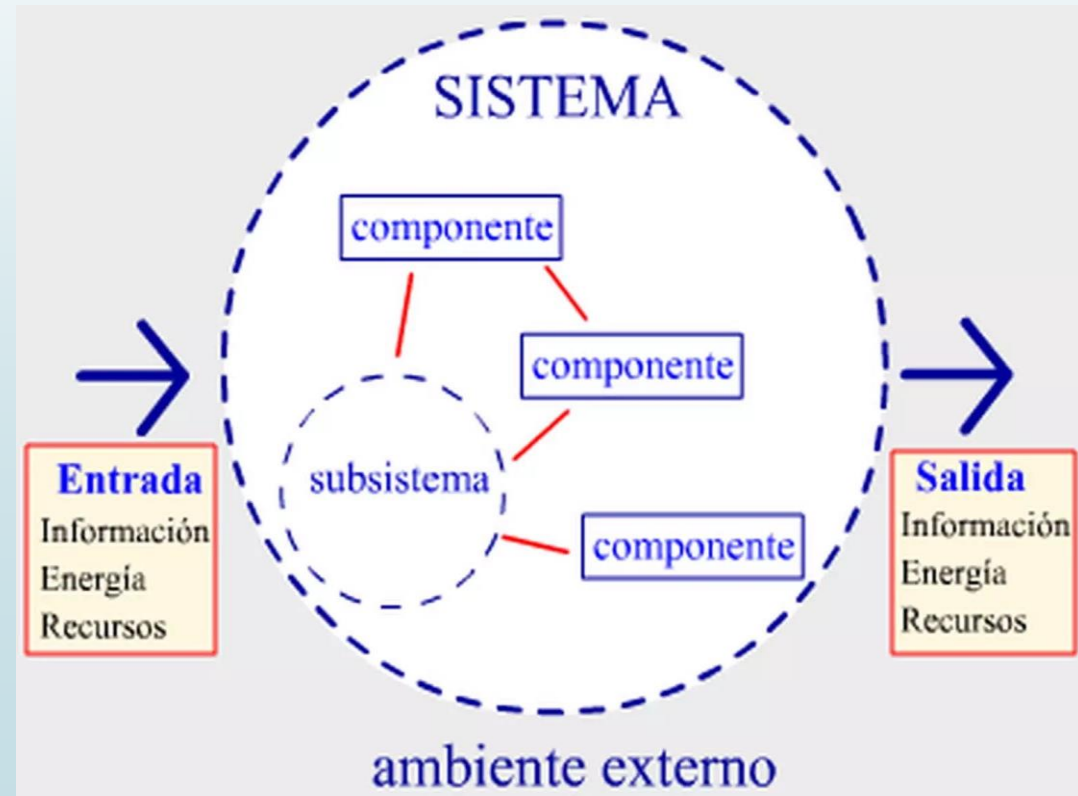 SISTEMA
componente
componente
subsistema
componente
Entrada
Información
Energía
Recursos
Salida
Información
Energía
Recursos
ambiente externo